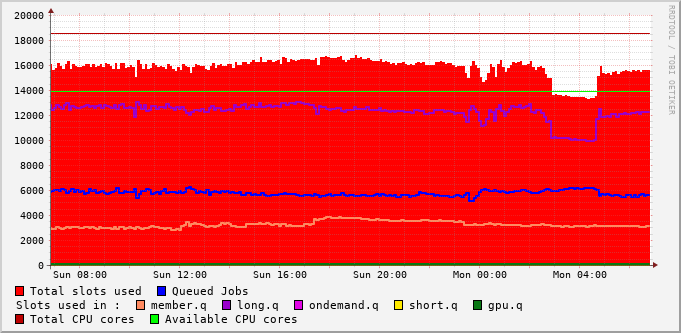 20000
18000
16000
14000
12000
10000
8000
6000
4000
2000
0
Sun 08:00 Sun 12:00 Sun 16:00 Sun 20:00 Mon 00:00 Mon 04:00
Total slots used Queued Jobs
Slots used in : member.q long.q ondemand.q short.q gpu.q
Total CPU cores Available CPU cores
RRDTOOL / TOBI OETIKER